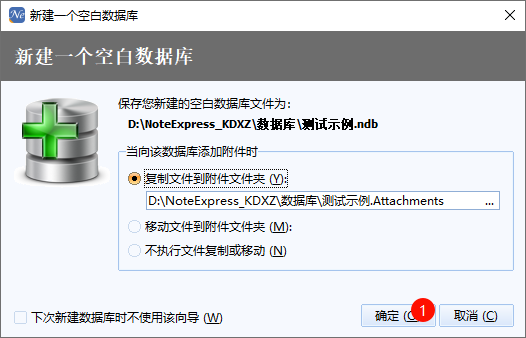 新建一个空白数据库
新建一个空白数据库
保存您新建的空白数据库文件为：
D:\NoteExpress_KDXZ\数据库\测试示例.ndb
当向该数据库添加附件时
复制文件到附件文件夹 (Y):
D:\NoteExpress_KDXZ\数据库\测试示例.Attachments ...
移动文件到附件文件夹 (M):
不执行文件复制或移动 (N)
下次新建数据库时不使用该向导 (W)
确定 1 取消 (C)